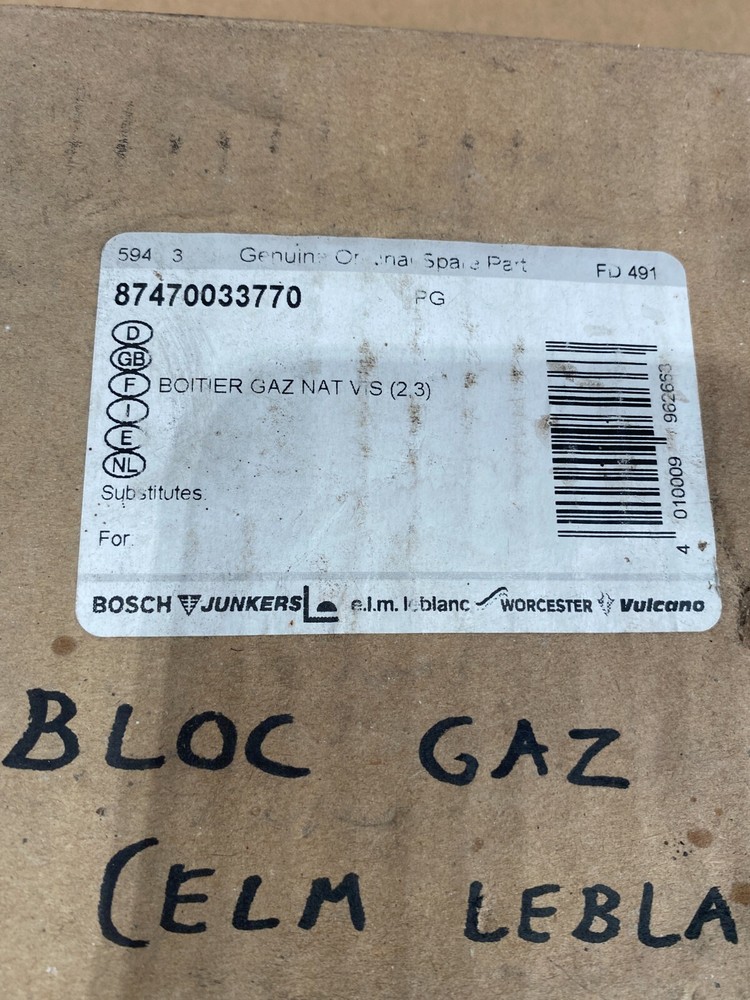 594 3 Genuine Original Spare Part FD 491
87470033770 PG
D
GB
F BOITIER GAZ NAT VIS (2,3)
I
E
NL
Substitutes:
For
4 010009 962653
BOSCH JUNKERS e.l.m. leblanc WORCESTER Vulcano
BLOC GAZ
(ELM LEBLA